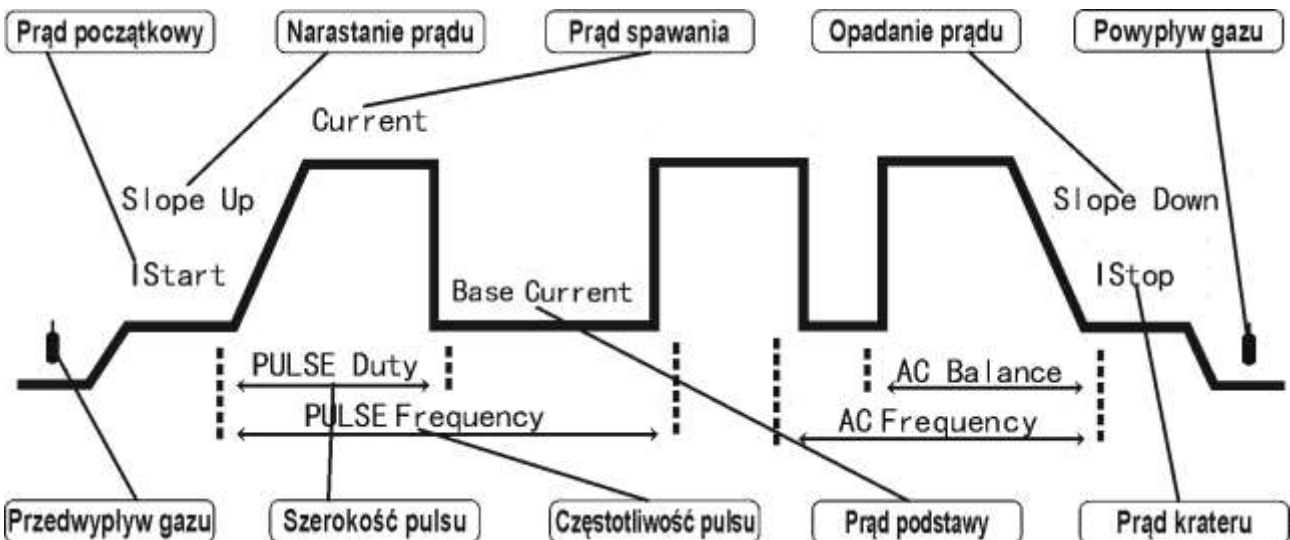 Prąd początkowy
Narastanie prądu
Prąd spawania
Opadanie prądu
Powypływ gazu
Current
Slope Up
Slope Down
IStart
Base Current
IStop
PULSE Duty
AC Balance
PULSE Frequency
AC Frequency
Przedwypływ gazu
Szerokość pulsu
Częstotliwość pulsu
Prąd podstawy
Prąd krateru